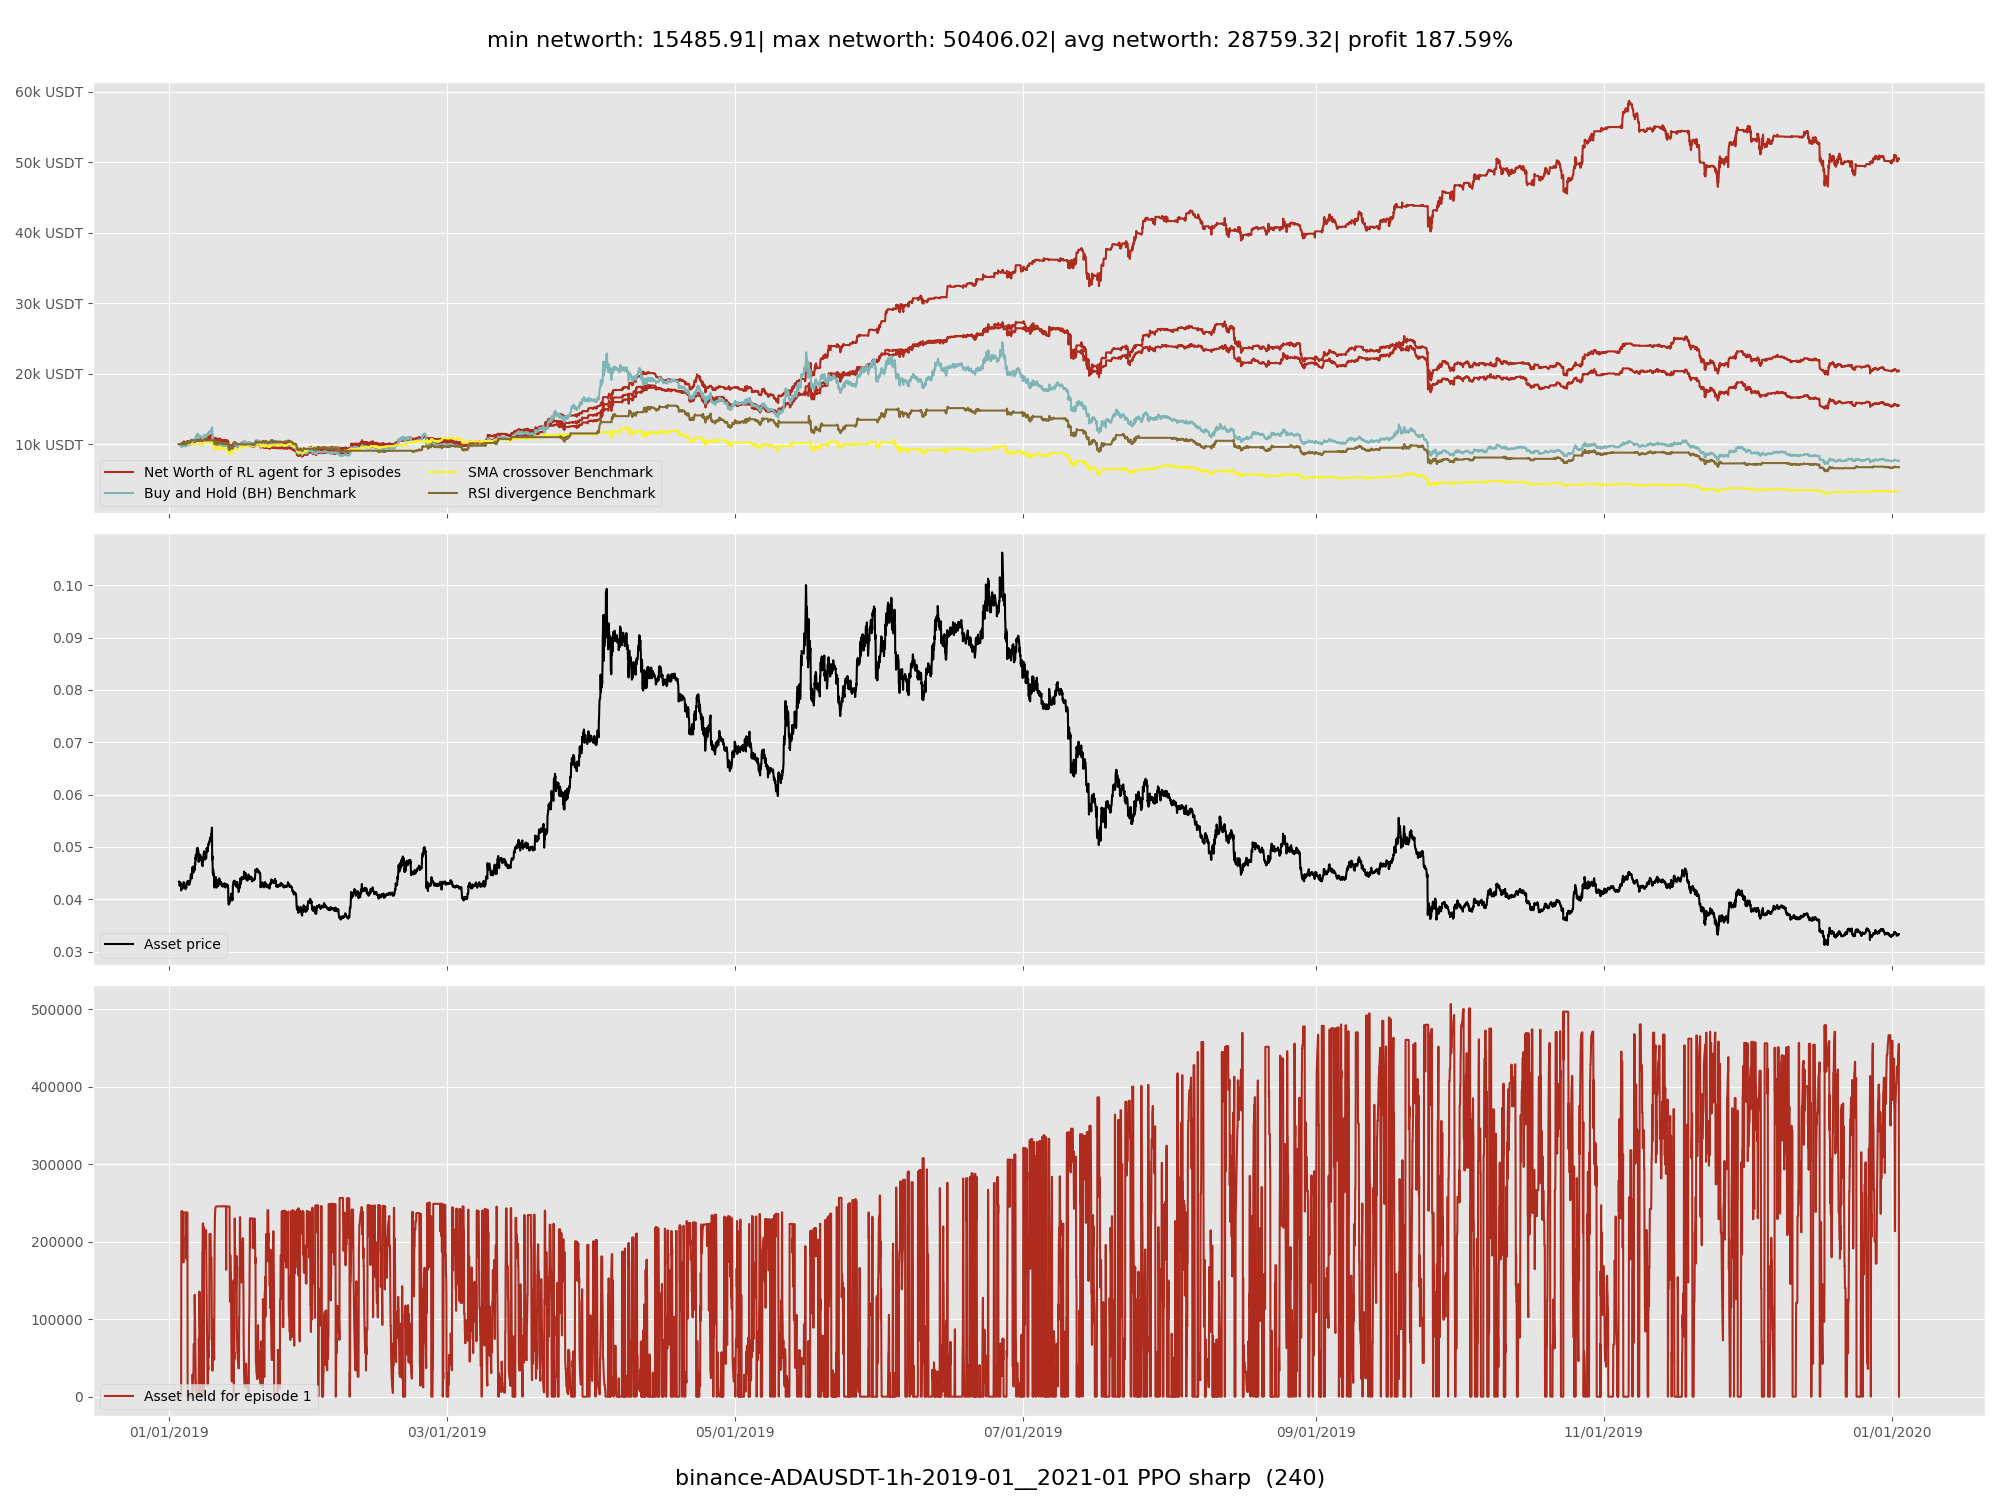 min networth: 15485.91| max networth: 50406.02| avg networth: 28759.32| profit 187.59%
60k USDT
50k USDT
40k USDT
30k USDT
20k USDT
10k USDT
Net Worth of RL agent for 3 episodes
Buy and Hold (BH) Benchmark
SMA crossover Benchmark
RSI divergence Benchmark
0.10
0.09
0.08
0.07
0.06
0.05
0.04
0.03
Asset price
500000
400000
300000
200000
100000
0
Asset held for episode 1
01/01/2019 03/01/2019 05/01/2019 07/01/2019 09/01/2019 11/01/2019 01/01/2020
binance-ADAUSDT-1h-2019-01__2021-01 PPO sharp  (240)